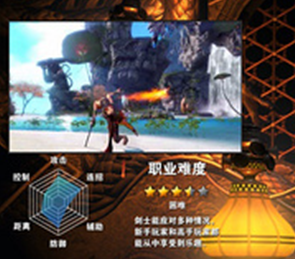 攻击
控制
连招
职业难度
距离
辅助
防御
困难
剑士能应对多种情况,
新手玩家和高手玩家都
能从中享受到乐趣。